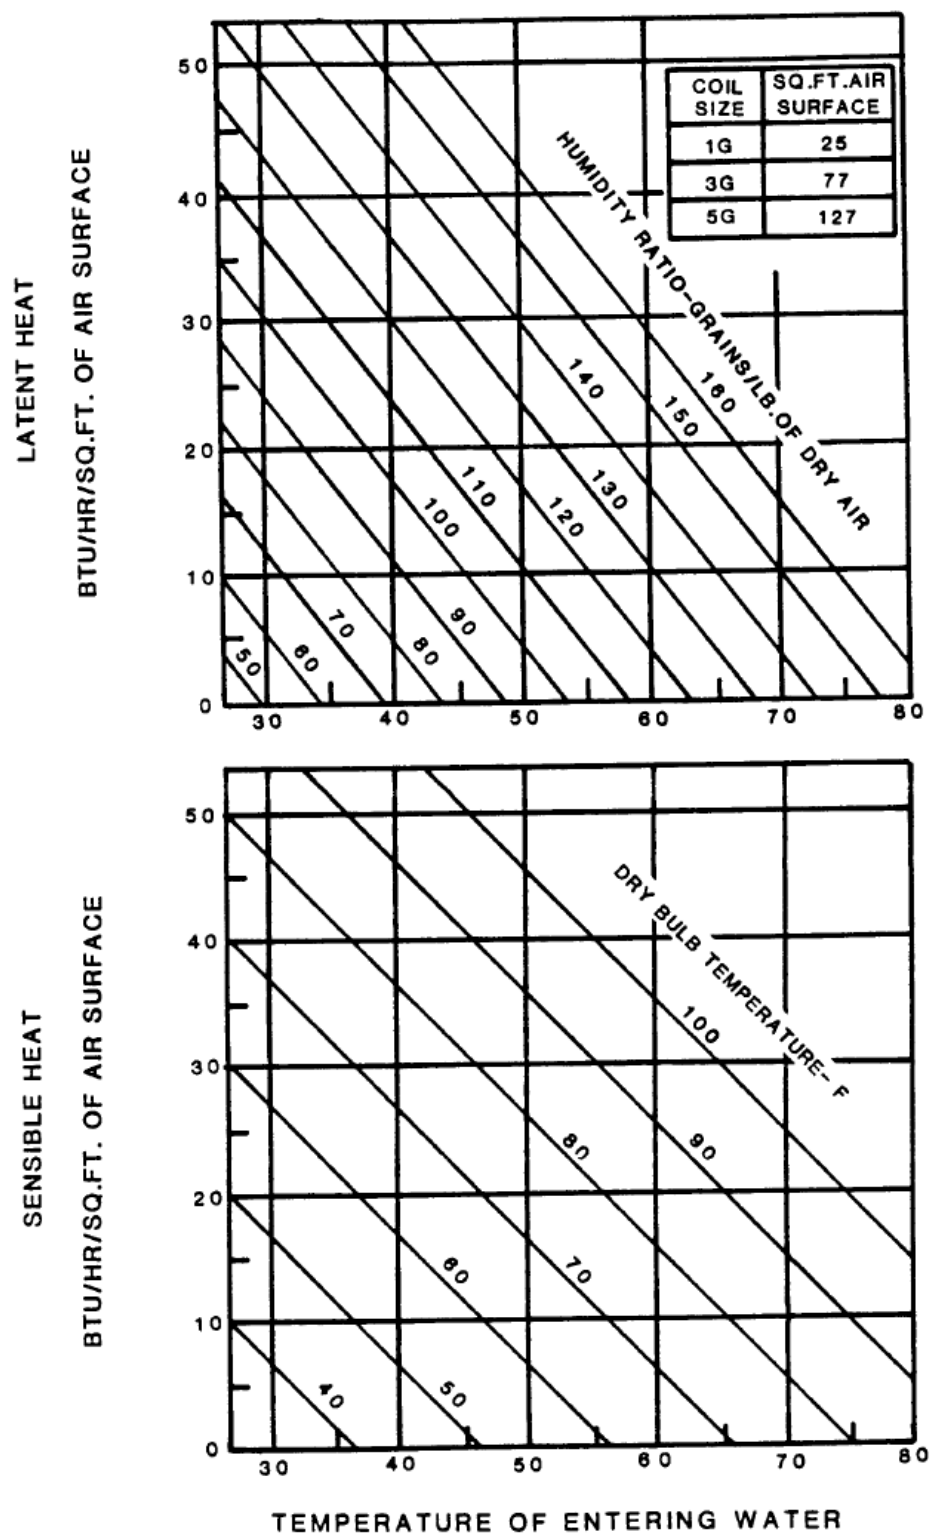 LATENT HEAT
BTU/HR/SQ.FT. OF AIR SURFACE
50
40
30
20
10
0
COIL SIZE
SQ.FT.AIR SURFACE
1G 25
3G 77
5G 127
HUMIDITY RATIO-GRAINS/LB.OF DRY AIR
160
150
140
130
120
110
100
90
80
70
60
50
30 40 50 60 70 80
SENSIBLE HEAT
BTU/HR/SQ.FT. OF AIR SURFACE
50
40
30
20
10
0
DRY BULB TEMPERATURE- F
100
90
80
70
60
50
40
30 40 50 60 70 80
TEMPERATURE OF ENTERING WATER